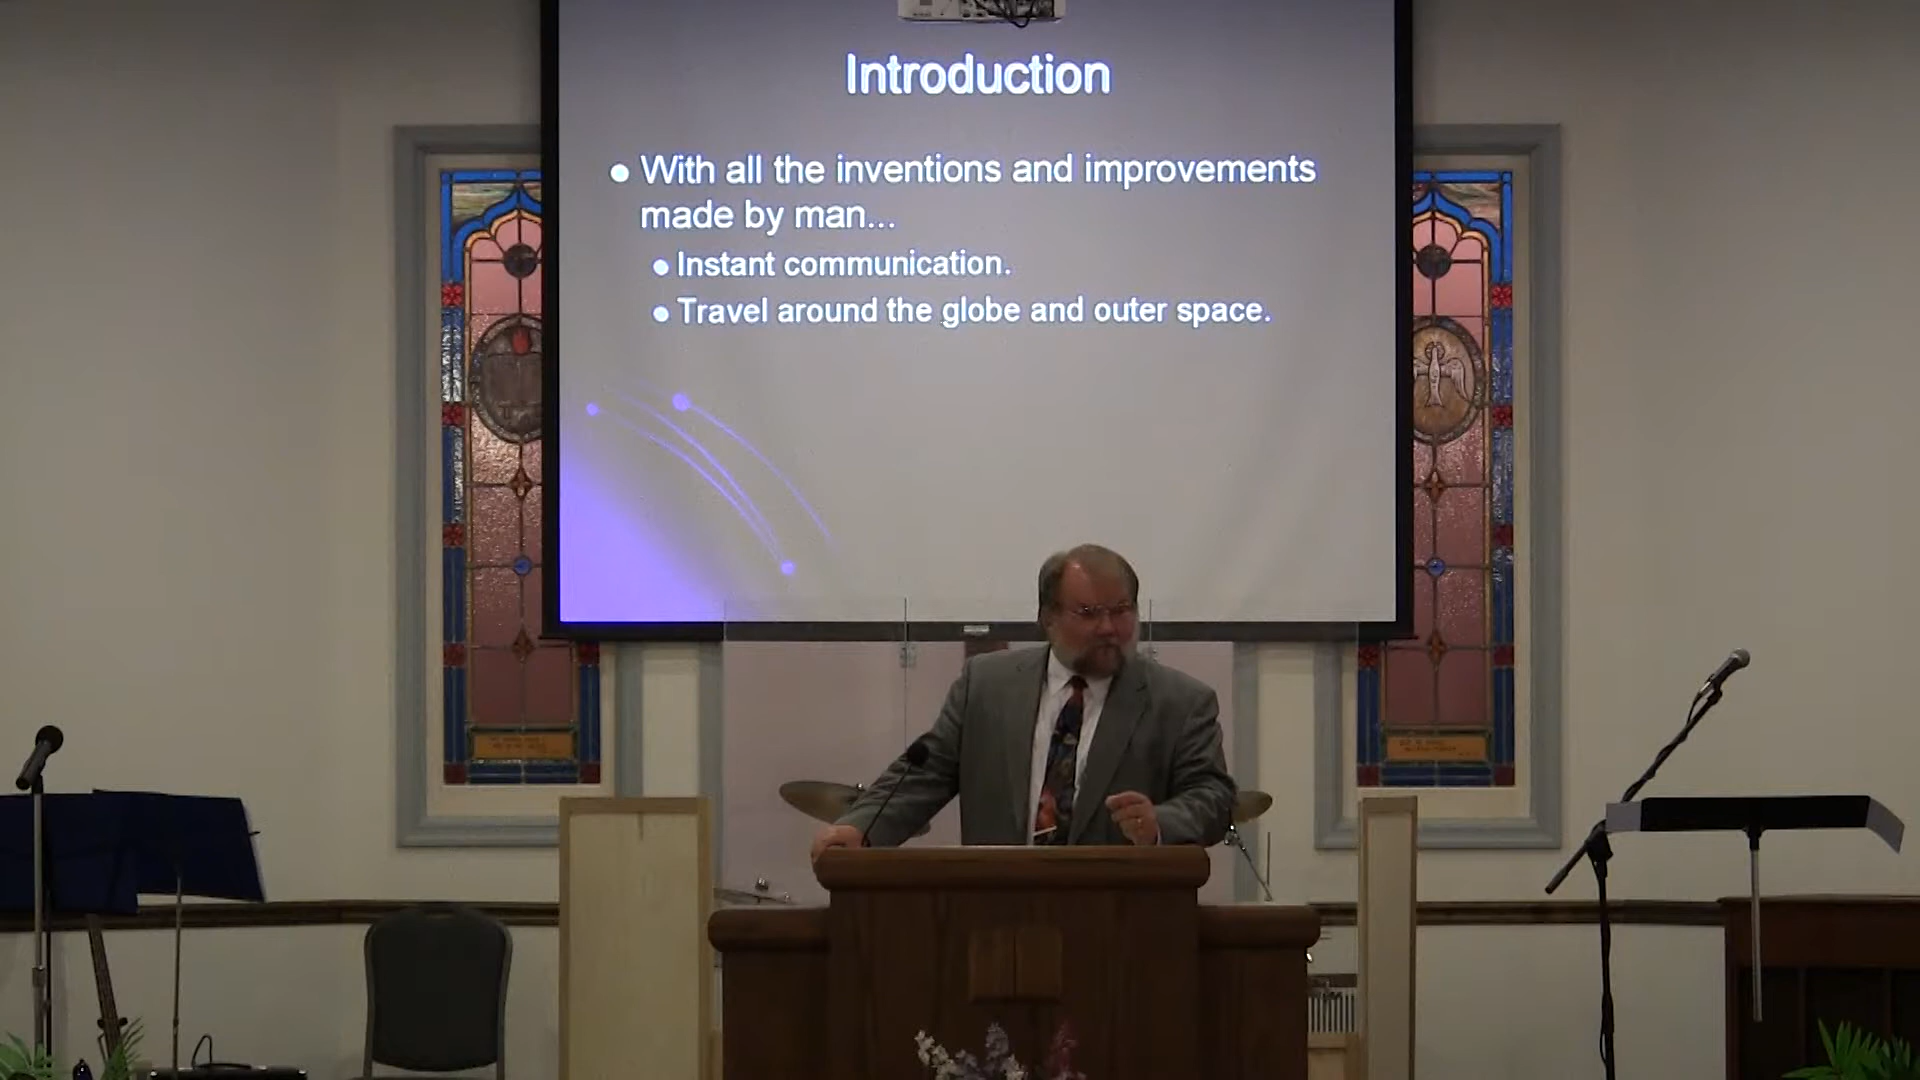 Introduction
● With all the inventions and improvements
made by man...
● Instant communication.
● Travel around the globe and outer space.